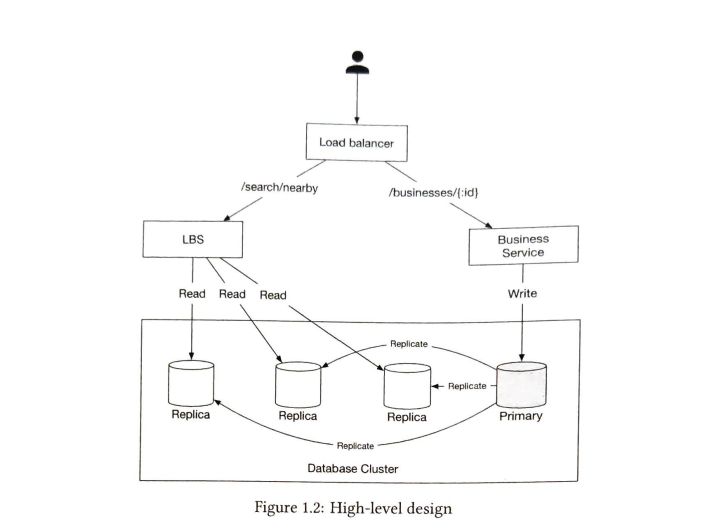 Load balancer
/search/nearby
/businesses/{:id}
LBS
Business
Service
Read
Read
Read
Write
Replicate
Replicate
Replica
Replica
Replica
Primary
Replicate
Database Cluster
Figure 1.2: High-level design